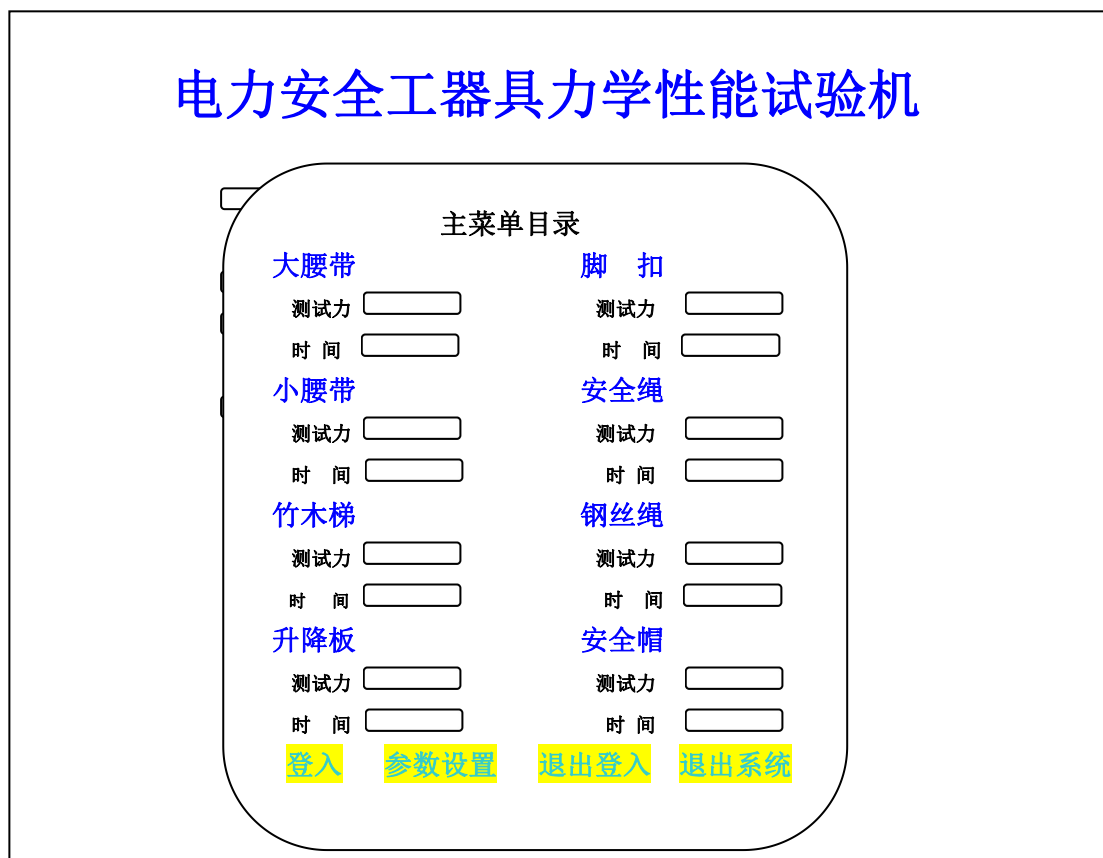 电力安全工器具力学性能试验机
主菜单目录
大腰带 脚 扣
测试力 测试力
时 间 时 间
小腰带 安全绳
测试力 测试力
时 间 时 间
竹木梯 钢丝绳
测试力 测试力
时 间 时 间
升降板 安全帽
测试力 测试力
时 间 时 间
登入 参数设置 退出登入 退出系统